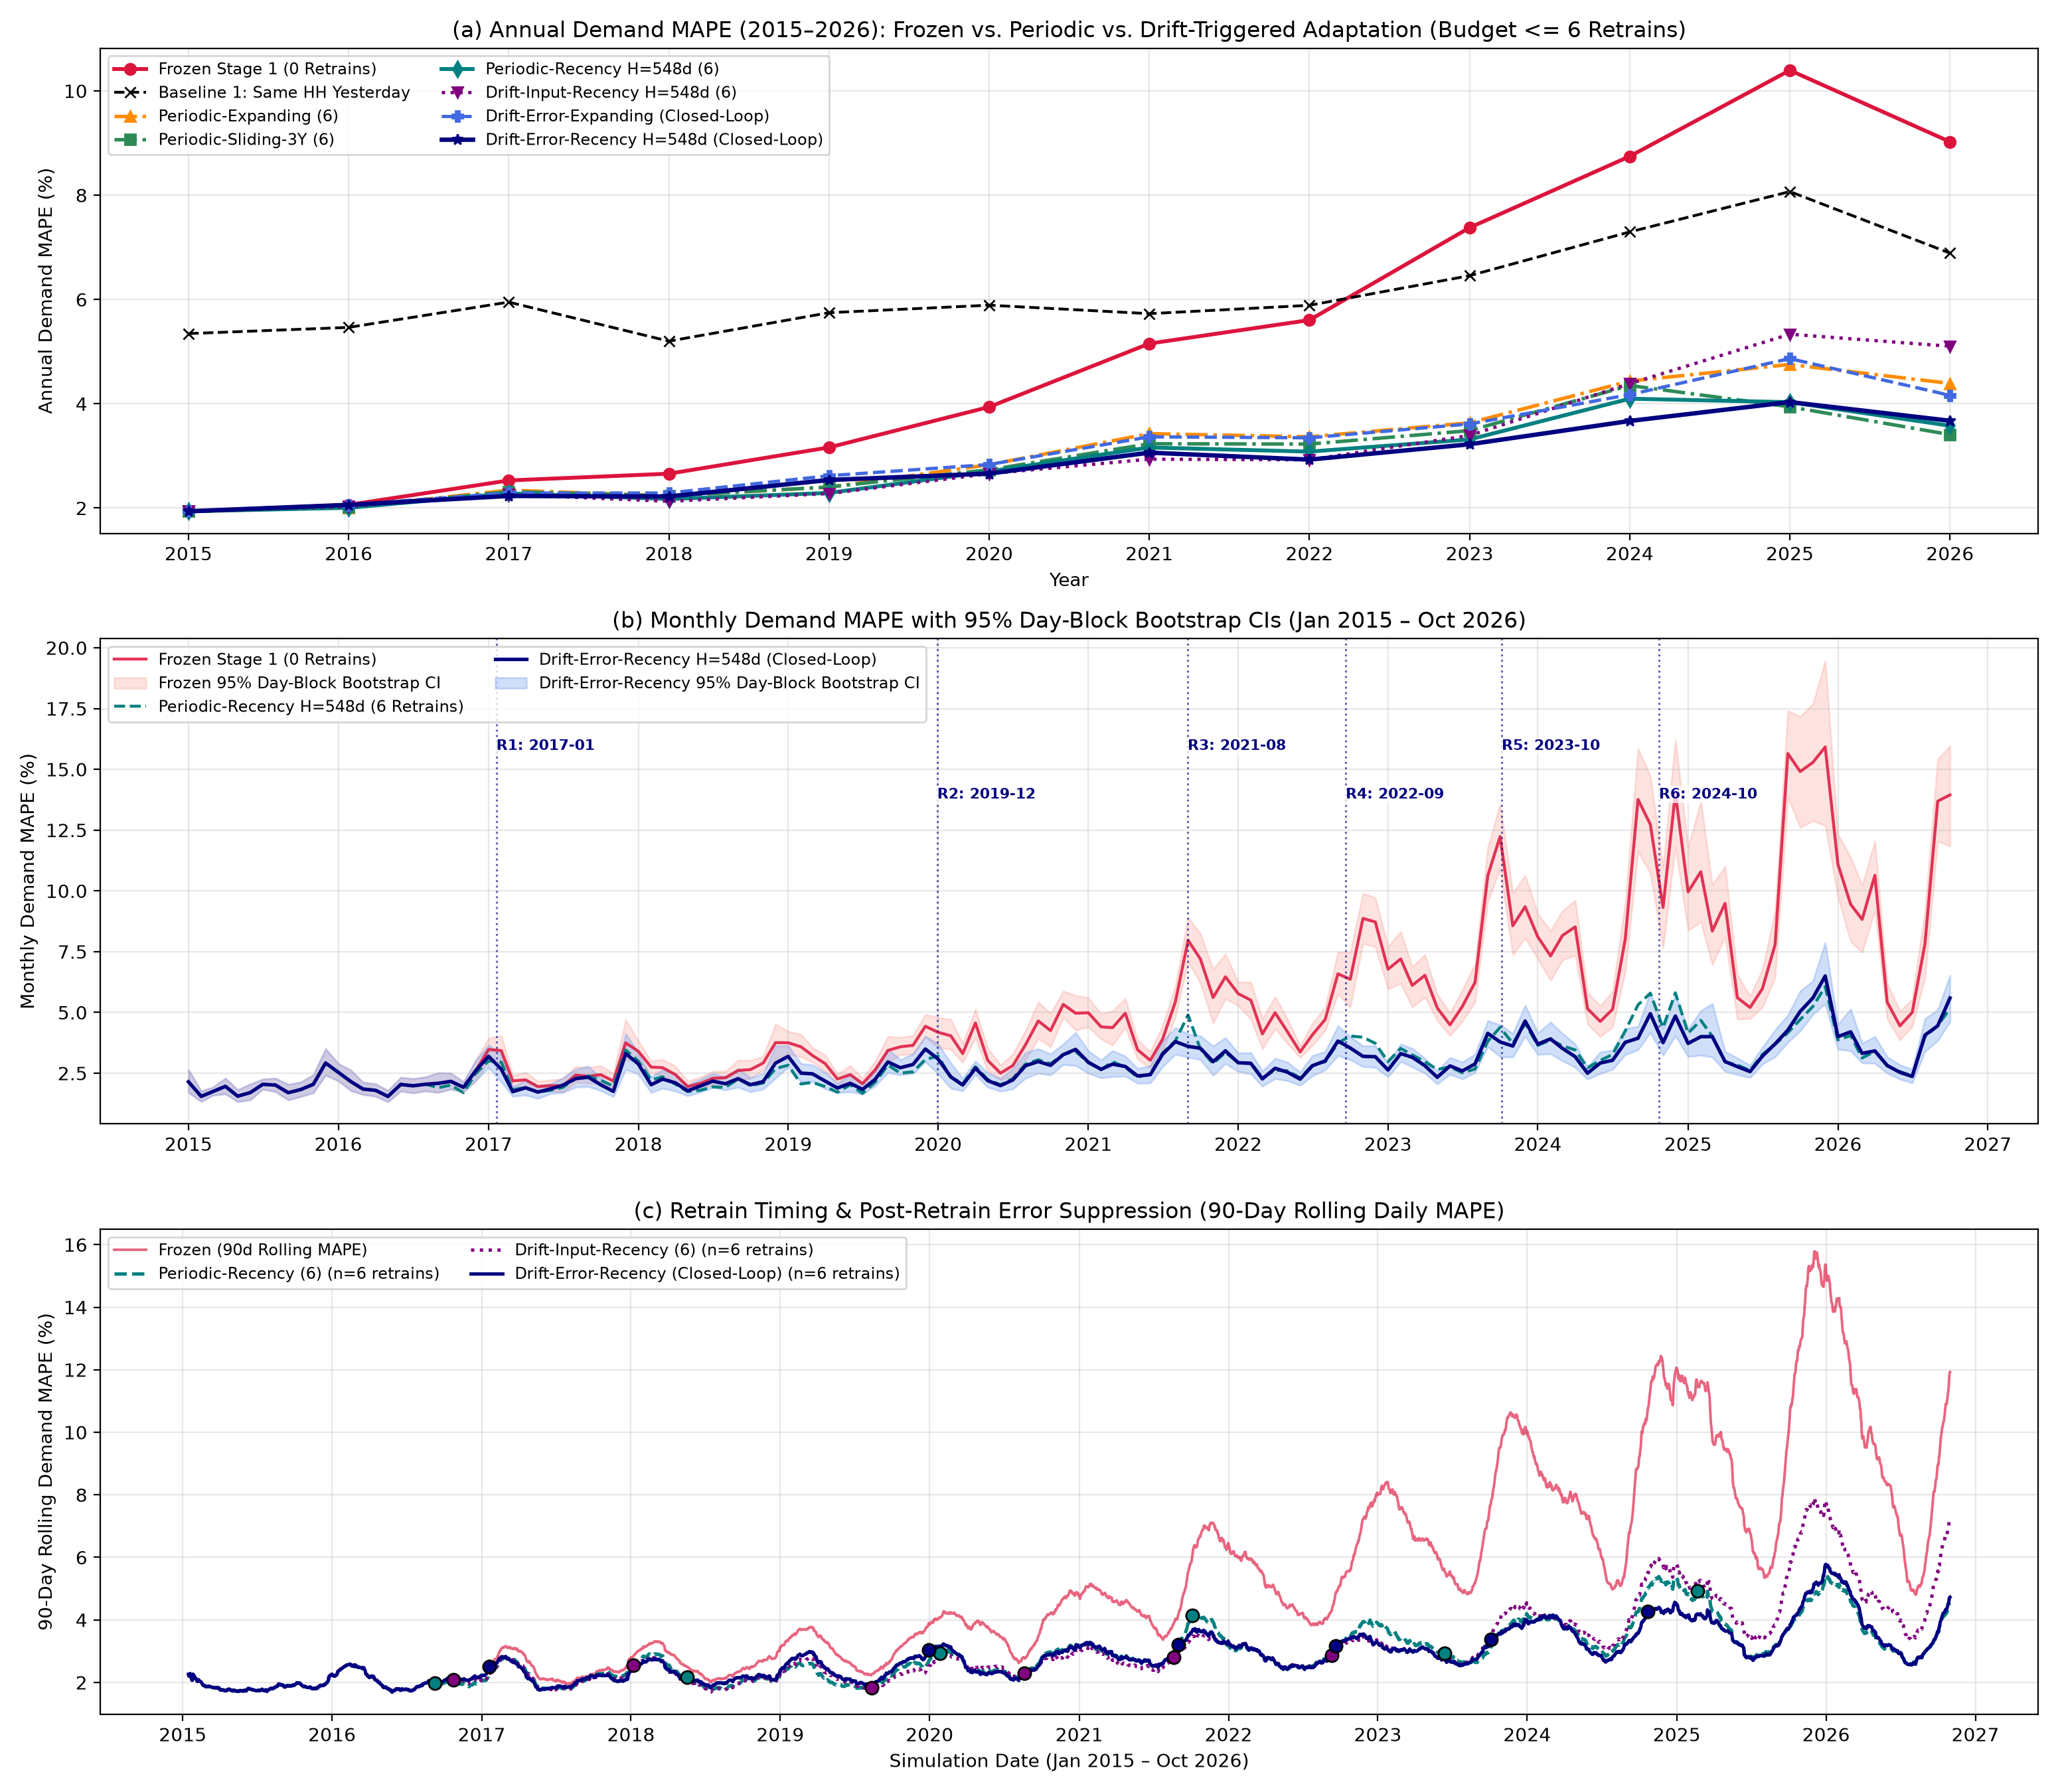 (a) Annual Demand MAPE (2015–2026): Frozen vs. Periodic vs. Drift-Triggered Adaptation (Budget <= 6 Retrains)
Frozen Stage 1 (0 Retrains)
Baseline 1: Same HH Yesterday
Periodic-Expanding (6)
Periodic-Sliding-3Y (6)
Periodic-Recency H=548d (6)
Drift-Input-Recency H=548d (6)
Drift-Error-Expanding (Closed-Loop)
Drift-Error-Recency H=548d (Closed-Loop)
Annual Demand MAPE (%)
10
8
6
4
2
2015 2016 2017 2018 2019 2020 2021 2022 2023 2024 2025 2026
Year
(b) Monthly Demand MAPE with 95% Day-Block Bootstrap CIs (Jan 2015 – Oct 2026)
Frozen Stage 1 (0 Retrains)
Frozen 95% Day-Block Bootstrap CI
Periodic-Recency H=548d (6 Retrains)
Drift-Error-Recency H=548d (Closed-Loop)
Drift-Error-Recency 95% Day-Block Bootstrap CI
R1: 2017-01
R2: 2019-12
R3: 2021-08
R4: 2022-09
R5: 2023-10
R6: 2024-10
Monthly Demand MAPE (%)
20.0
17.5
15.0
12.5
10.0
7.5
5.0
2.5
2015 2016 2017 2018 2019 2020 2021 2022 2023 2024 2025 2026 2027
(c) Retrain Timing & Post-Retrain Error Suppression (90-Day Rolling Daily MAPE)
Frozen (90d Rolling MAPE)
Periodic-Recency (6) (n=6 retrains)
Drift-Input-Recency (6) (n=6 retrains)
Drift-Error-Recency (Closed-Loop) (n=6 retrains)
90-Day Rolling Demand MAPE (%)
16
14
12
10
8
6
4
2
2015 2016 2017 2018 2019 2020 2021 2022 2023 2024 2025 2026 2027
Simulation Date (Jan 2015 – Oct 2026)